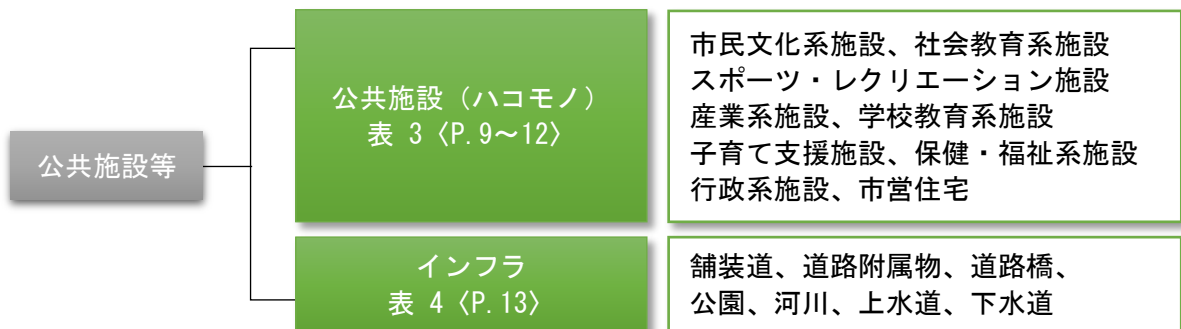 公共施設等
公共施設（ハコモノ）
表 3〈P.9～12〉
市民文化系施設、社会教育系施設
スポーツ・レクリエーション施設
産業系施設、学校教育系施設
子育て支援施設、保健・福祉系施設
行政系施設、市営住宅
インフラ
表 4〈P.13〉
舗装道、道路附属物、道路橋、
公園、河川、上水道、下水道